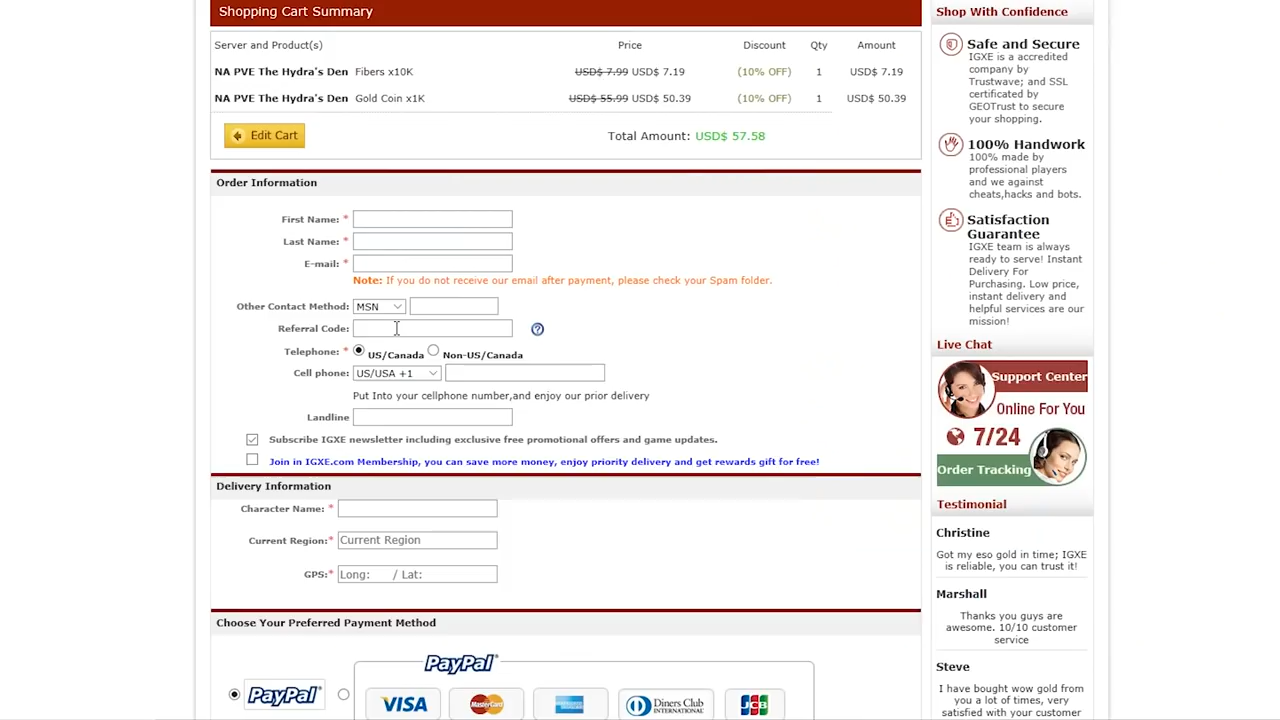 Shopping Cart Summary
Server and Product(s) Price Discount Qty Amount
NA PVE The Hydra's Den Fibers x10K USD$ 7.99 USD$ 7.19 (10% OFF) 1 USD$ 7.19
NA PVE The Hydra's Den Gold Coin x1K USD$ 55.99 USD$ 50.39 (10% OFF) 1 USD$ 50.39
Edit Cart
Total Amount: USD$ 57.58
Order Information
First Name: *
Last Name: *
E-mail: *
Note: If you do not receive our email after payment, please check your Spam folder.
Other Contact Method: MSN
Referral Code:
Telephone: * US/Canada Non-US/Canada
Cell phone: US/USA +1
Put Into your cellphone number,and enjoy our prior delivery
Landline
Subscribe IGXE newsletter including exclusive free promotional offers and game updates.
Join in IGXE.com Membership, you can save more money, enjoy priority delivery and get rewards gift for free!
Delivery Information
Character Name: *
Current Region:* Current Region
GPS:* Long: / Lat:
Choose Your Preferred Payment Method
PayPal
PayPal
VISA
MasterCard
Diners Club
INTERNATIONAL
JCB
Shop With Confidence
Safe and Secure
IGXE is a accredited
company by
Trustwave; and SSL
certificated by
GEOTrust to secure
your shopping.
100% Handwork
100% made by
professional players
and we against
cheats,hacks and bots.
Satisfaction
Guarantee
IGXE team is always
ready to serve! Instant
Delivery For
Purchasing. Low price,
instant delivery and
helpful services are our
mission!
Live Chat
Support Center
Online For You
7/24
Order Tracking
Testimonial
Christine
Got my eso gold in time; IGXE
is reliable, you can trust it!
Marshall
Thanks you guys are
awesome. 10/10 customer
service
Steve
I have bought wow gold from
you a lot of times, very
satisfied with your customer